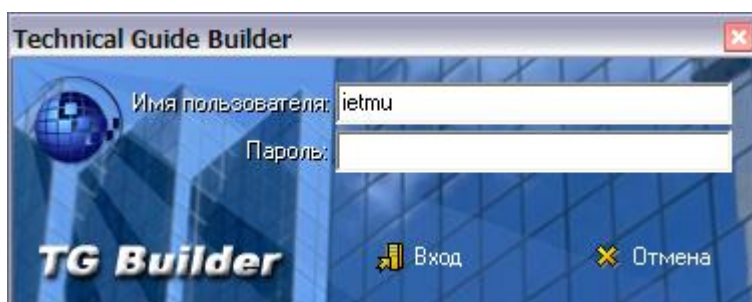 Technical Guide Builder
Имя пользователя: ietmu
Пароль:
TG Builder
Вход Отмена